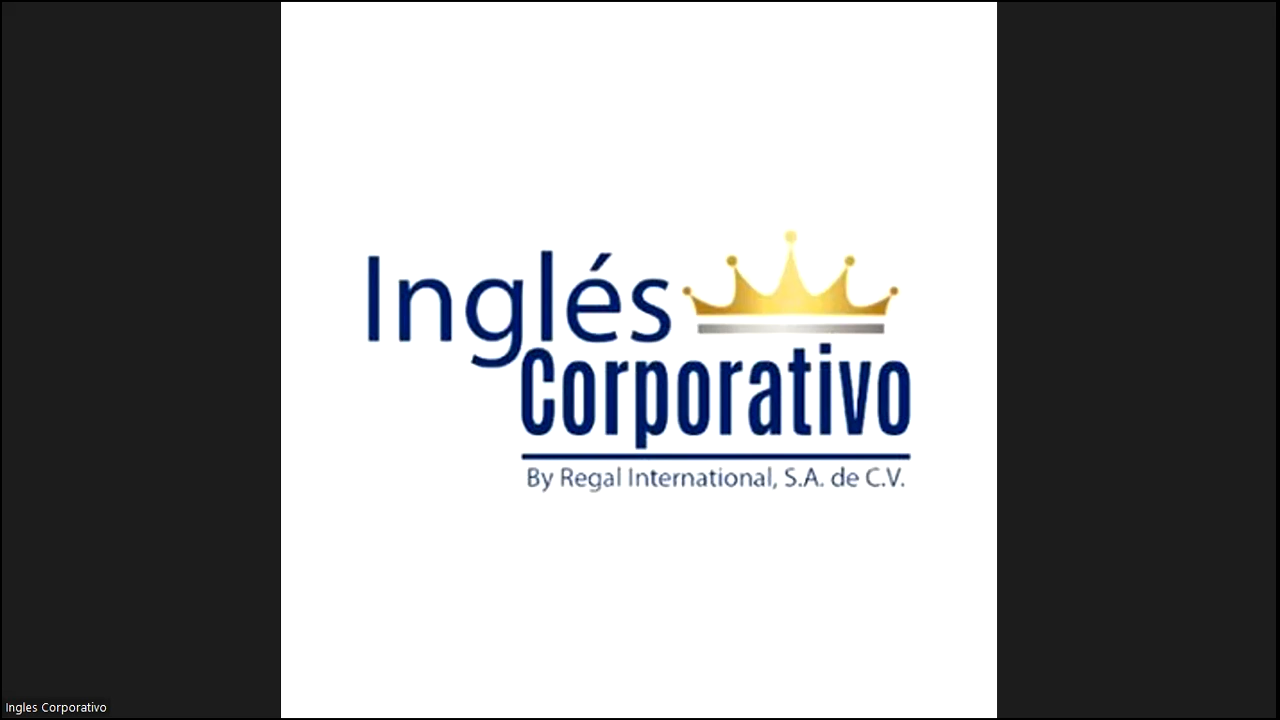 Inglés
Corporativo
By Regal International, S.A. de C.V.
Ingles Corporativo